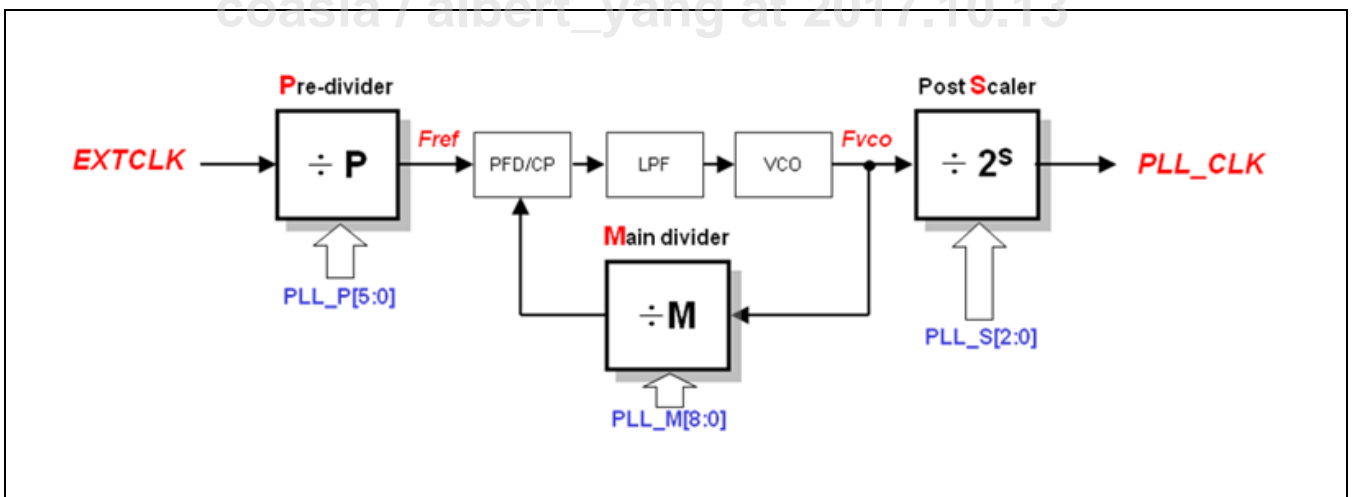 coasia / albert_yang at 2017.10.13
Pre-divider
Post Scaler
EXTCLK
÷ P
Fref
PFD/CP
LPF
VCO
Fvco
÷ 2^S
PLL_CLK
Main divider
÷ M
PLL_P[5:0]
PLL_S[2:0]
PLL_M[8:0]